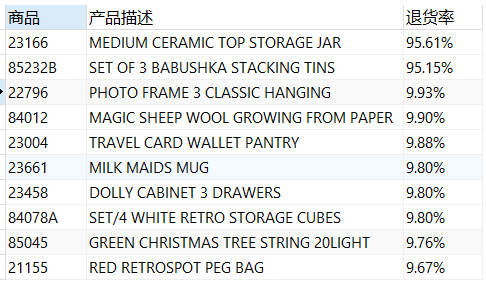 商品 产品描述 退货率
23166 MEDIUM CERAMIC TOP STORAGE JAR 95.61%
85232B SET OF 3 BABUSHKA STACKING TINS 95.15%
22796 PHOTO FRAME 3 CLASSIC HANGING 9.93%
84012 MAGIC SHEEP WOOL GROWING FROM PAPER 9.90%
23004 TRAVEL CARD WALLET PANTRY 9.88%
23661 MILK MAIDS MUG 9.80%
23458 DOLLY CABINET 3 DRAWERS 9.80%
84078A SET/4 WHITE RETRO STORAGE CUBES 9.80%
85045 GREEN CHRISTMAS TREE STRING 20LIGHT 9.76%
21155 RED RETROSPOT PEG BAG 9.67%